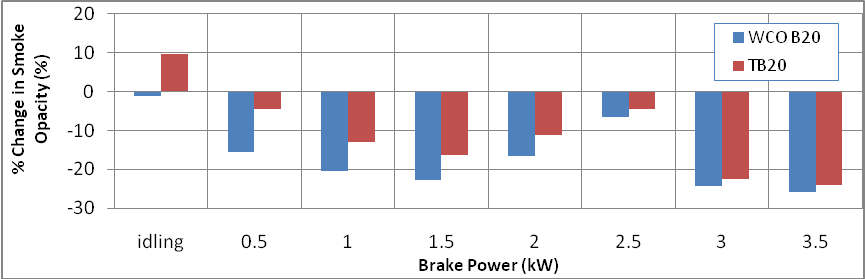 % Change in Smoke
Opacity (%)
20
10
0
-10
-20
-30
WCO B20
TB20
idling 0.5 1 1.5 2 2.5 3 3.5
Brake Power (kW)